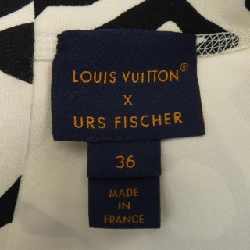 LOUIS VUITTON
X
URS FISCHER
36
MADE
IN
FRANCE